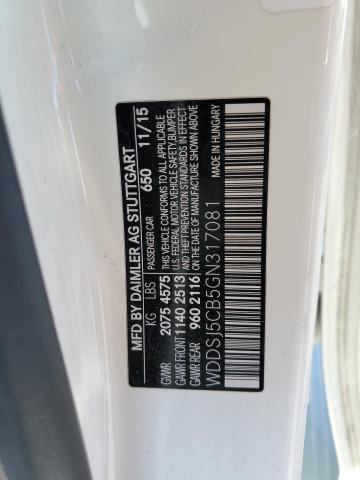 MFD BY DAIMLER AG STUTTGART
PASSENGER CAR 650 11/15
KG LBS
GVWR 2075 4575
GAWR FRONT 1140 2513
GAWR REAR 960 2116
THIS VEHICLE CONFORMS TO ALL APPLICABLE
U.S. FEDERAL MOTOR VEHICLE SAFETY, BUMPER
AND THEFT PREVENTION STANDARDS IN EFFECT
ON THE DATE OF MANUFACTURE SHOWN ABOVE
WDDSJ5CB5GN317081
MADE IN HUNGARY